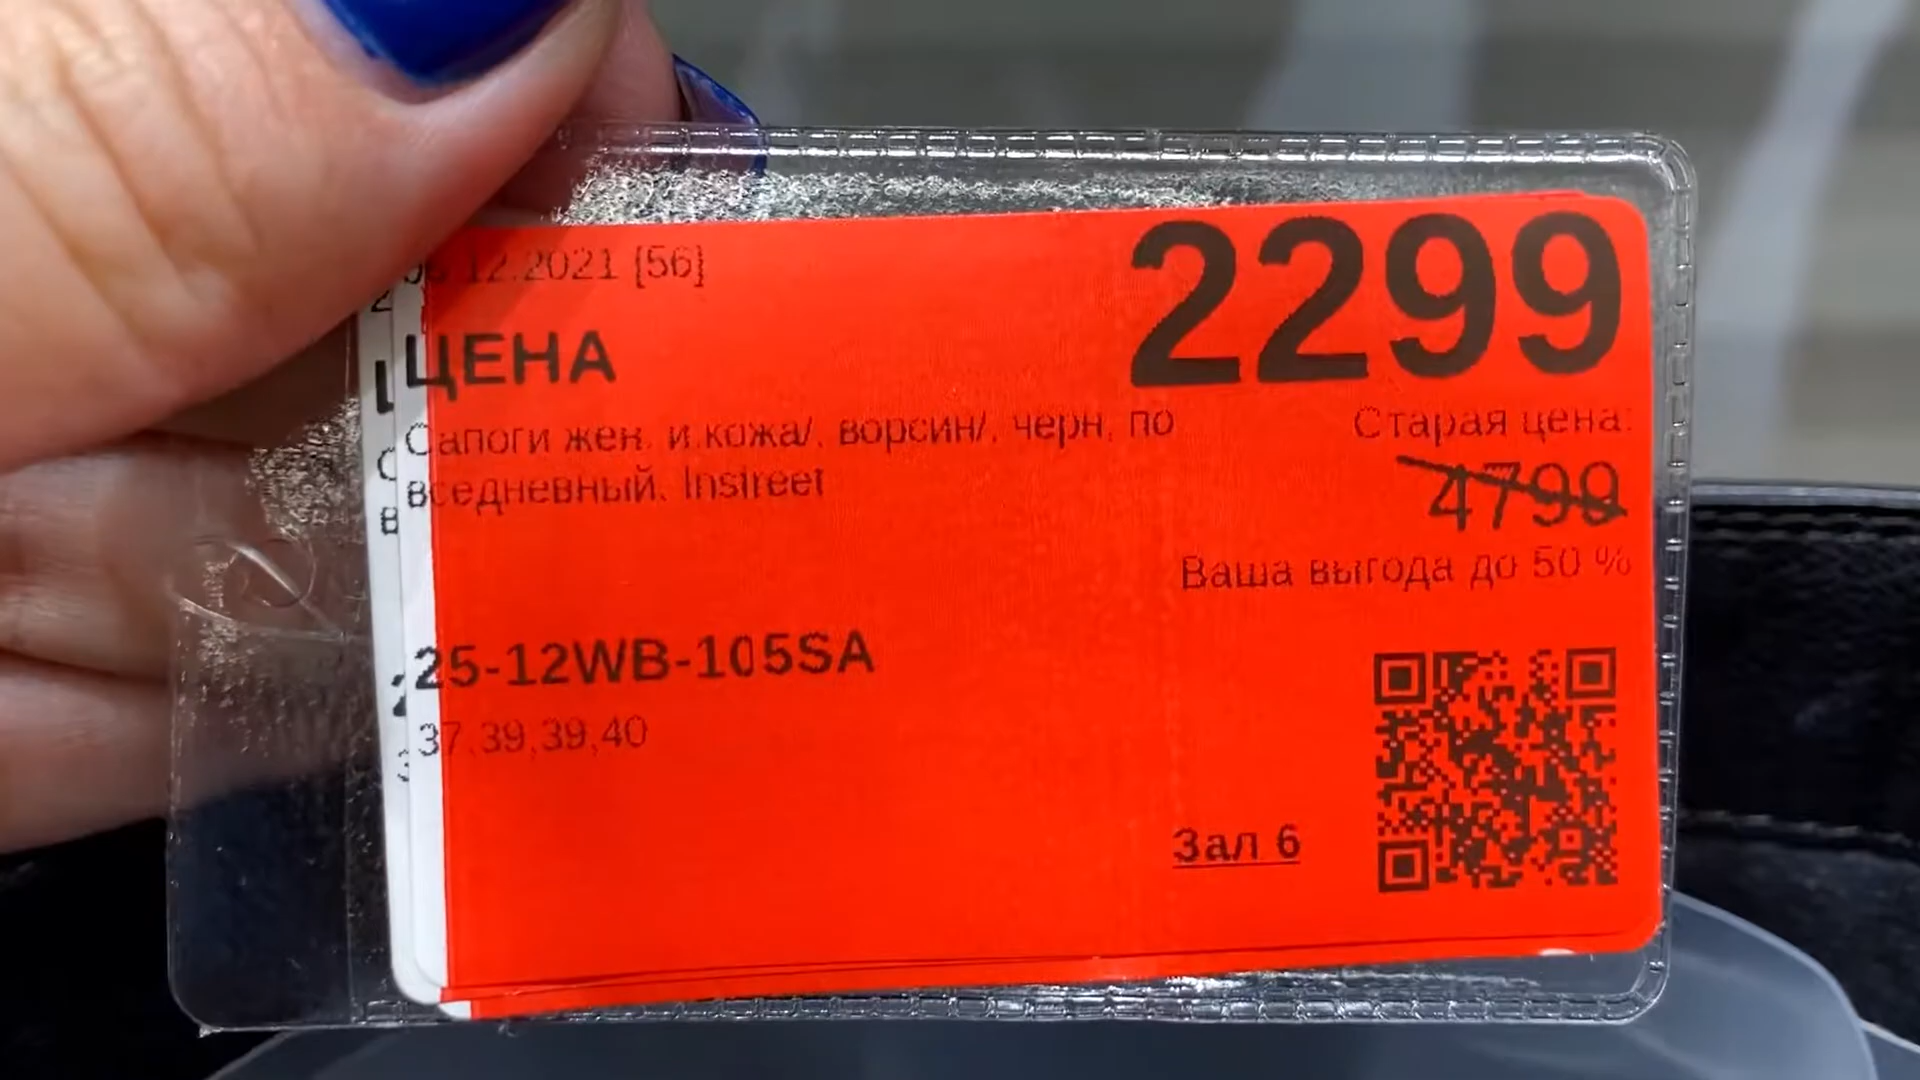 12.2021 [56]
2299
ЦЕНА
Сапоги жен. и.кожа/. ворсин/. черн. по
вседневный. Instreet
Старая цена:
4799
Ваша выгода до 50 %
25-12WB-105SA
37.39,39,40
Зал 6